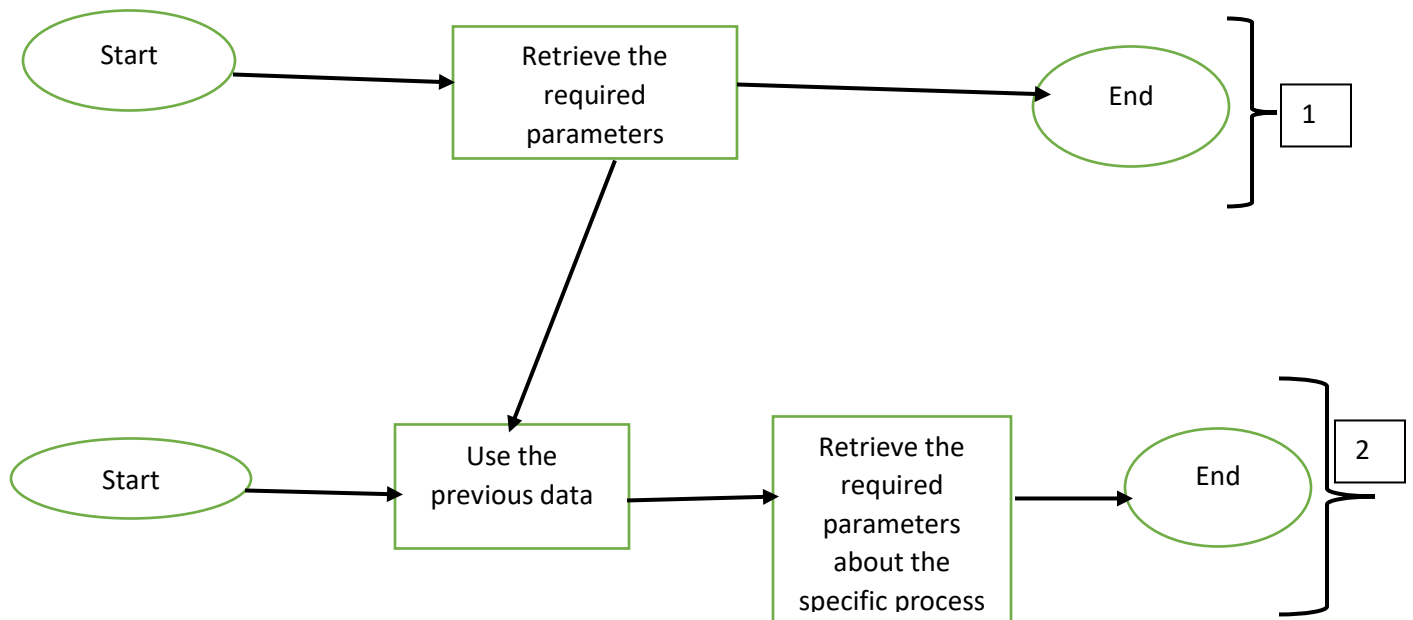 Start
Retrieve the
required
parameters
End
1
Start
Use the
previous data
Retrieve the
required
parameters
about the
specific process
End
2